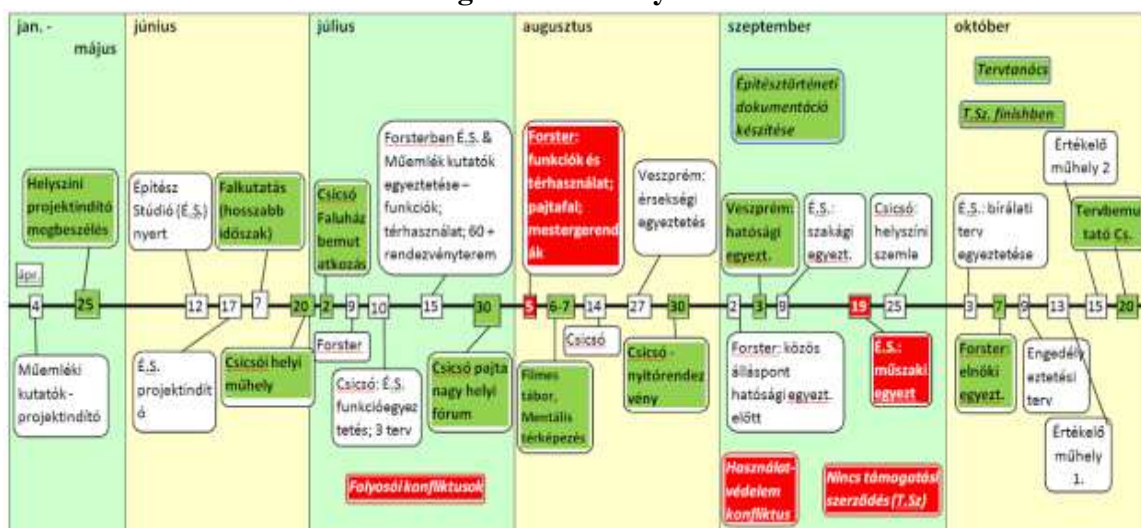 jan. -
május
június
július
augusztus
szeptember
október
Helyszíni
projektindító
megbeszélés
Építész
Stúdió (É.S.)
nyert
Falkutatás
(hosszabb
időszak)
Csicsó
Faluház
bemut
atkozás
Forsterben É.S. &
Műemlék kutatók
egyeztetése –
funkciók;
térhasználat; 60 +
rendezvényterem
Forster:
funkciók és
térhasználat;
pajtafal;
mestergerend
ák
Veszprém:
érsekségi
egyeztetés
Építésztörténeti
dokumentáció
készítése
Veszprém:
hatósági
egyezt.
É.S.:
szakági
egyezt.
Csicsó:
helyszíni
szemle
Tervtanács
T.Sz. finishben
Értékelő
műhely 2
É.S.: bírálati
terv
egyeztetése
Tervbemu
tató Cs.
ápr.
4
25
12
17
7
20
2
9
10
15
30
5
6-7
14
27
30
2
3
9
19
25
3
7
9
13
15
20
Műemléki
kutatók -
projektindító
É.S.
projektindít
ó
Csicsói helyi
műhely
Forster
Csicsó: É.S.
funkcióegyez
tetés; 3 terv
Csicsó pajta
nagy helyi
fórum
Filmes
tábor,
Mentális
térképezés
Csicsó
Csicsó -
nyitórendez
vény
Forster: közös
álláspont
hatósági egyezt.
előtt
É.S.:
műszaki
egyezt
Forster:
elnöki
egyezt.
Engedély
eztetési
terv
Értékelő
műhely
1.
Folyosói konfliktusok
Használat-
védelem
konfliktus
Nincs támogatási
szerződés (T.Sz)